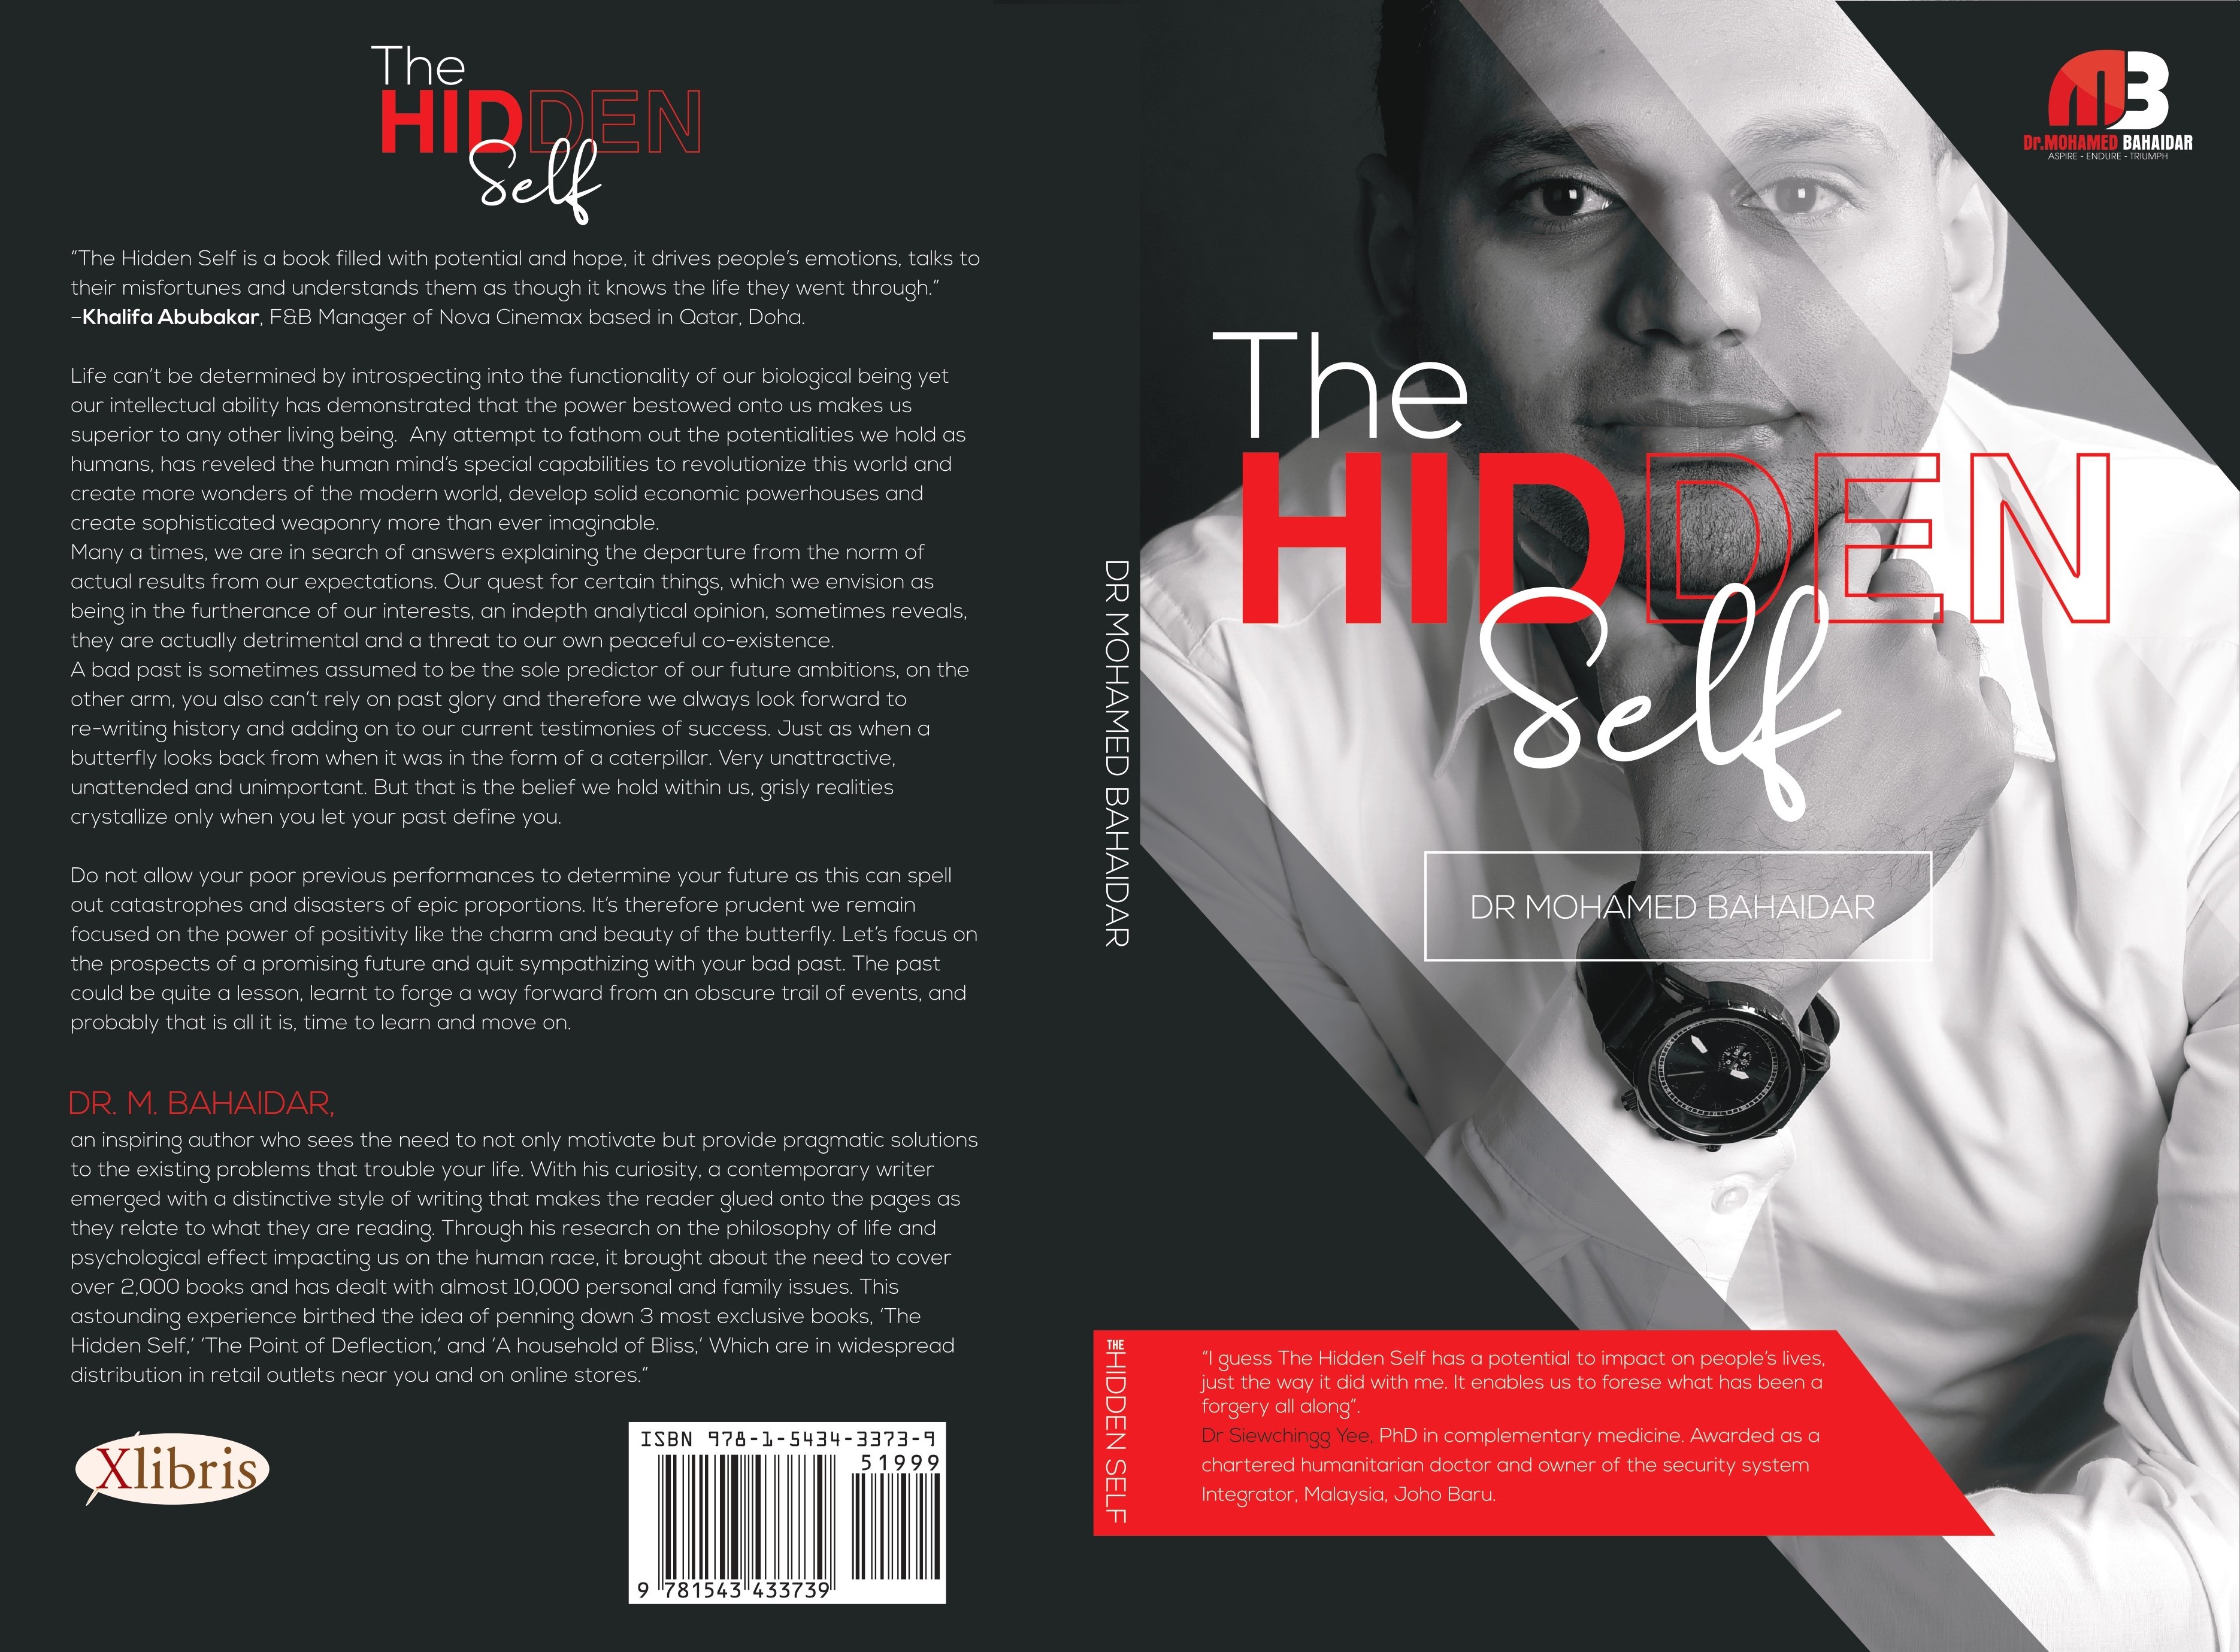 The
HIDDEN
Self
“The Hidden Self is a book filled with potential and hope, it drives people’s emotions, talks to
their misfortunes and understands them as though it knows the life they went through.”
–Khalifa Abubakar, F&B Manager of Nova Cinemax based in Qatar, Doha.
Life can’t be determined by introspecting into the functionality of our biological being yet
our intellectual ability has demonstrated that the power bestowed onto us makes us
superior to any other living being.  Any attempt to fathom out the potentialities we hold as
humans, has reveled the human mind’s special capabilities to revolutionize this world and
create more wonders of the modern world, develop solid economic powerhouses and
create sophisticated weaponry more than ever imaginable.
Many a times, we are in search of answers explaining the departure from the norm of
actual results from our expectations. Our quest for certain things, which we envision as
being in the furtherance of our interests, an indepth analytical opinion, sometimes reveals,
they are actually detrimental and a threat to our own peaceful co-existence.
A bad past is sometimes assumed to be the sole predictor of our future ambitions, on the
other arm, you also can’t rely on past glory and therefore we always look forward to
re-writing history and adding on to our current testimonies of success. Just as when a
butterfly looks back from when it was in the form of a caterpillar. Very unattractive,
unattended and unimportant. But that is the belief we hold within us, grisly realities
crystallize only when you let your past define you.
Do not allow your poor previous performances to determine your future as this can spell
out catastrophes and disasters of epic proportions. It’s therefore prudent we remain
focused on the power of positivity like the charm and beauty of the butterfly. Let’s focus on
the prospects of a promising future and quit sympathizing with your bad past. The past
could be quite a lesson, learnt to forge a way forward from an obscure trail of events, and
probably that is all it is, time to learn and move on.
DR. M. BAHAIDAR,
an inspiring author who sees the need to not only motivate but provide pragmatic solutions
to the existing problems that trouble your life. With his curiosity, a contemporary writer
emerged with a distinctive style of writing that makes the reader glued onto the pages as
they relate to what they are reading. Through his research on the philosophy of life and
psychological effect impacting us on the human race, it brought about the need to cover
over 2,000 books and has dealt with almost 10,000 personal and family issues. This
astounding experience birthed the idea of penning down 3 most exclusive books, ‘The
Hidden Self,’ ‘The Point of Deflection,’ and ‘A household of Bliss,’ Which are in widespread
distribution in retail outlets near you and on online stores.”
Xlibris
ISBN 978-1-5434-3373-9
51999
9 781543 433739
DR MOHAMED BAHAIDAR
THE HIDDEN SELF
MB
Dr.MOHAMED BAHAIDAR
ASPIRE - ENDURE - TRIUMPH
The
HIDDEN
Self
DR MOHAMED BAHAIDAR
“I guess The Hidden Self has a potential to impact on people’s lives,
just the way it did with me. It enables us to forese what has been a
forgery all along”.
Dr Siewchingg Yee, PhD in complementary medicine. Awarded as a
chartered humanitarian doctor and owner of the security system
Integrator, Malaysia, Joho Baru.